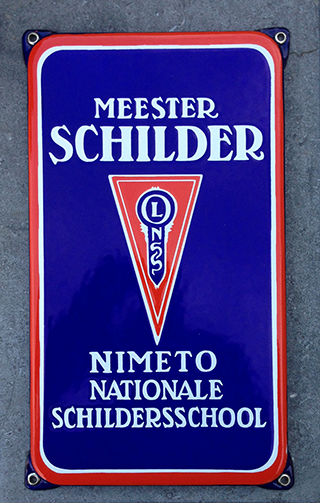 MEESTER
SCHILDER
L
N
S
S
NIMETO
NATIONALE
SCHILDERSSCHOOL